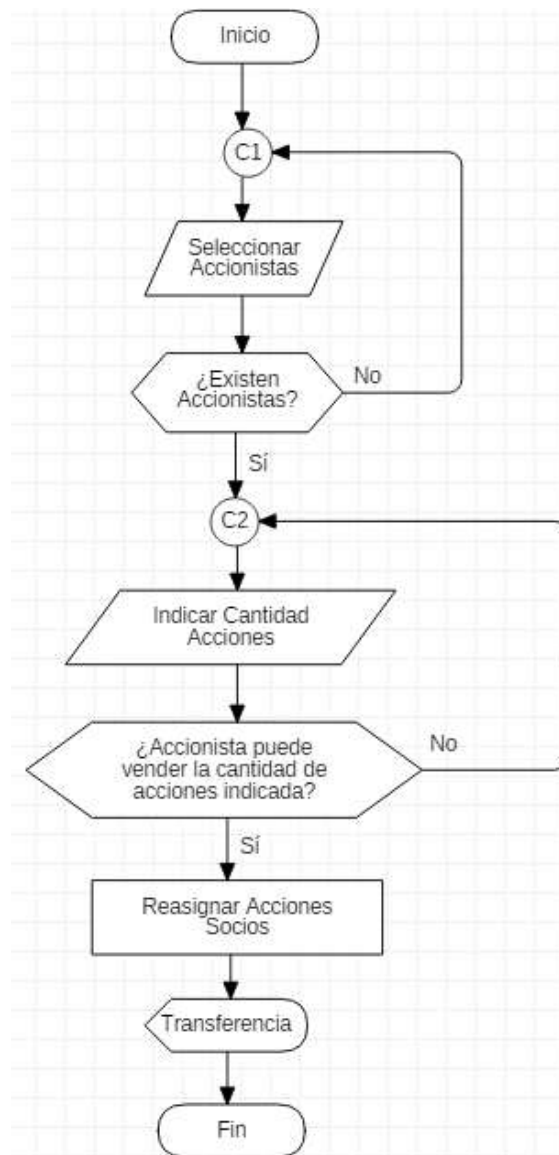 Inicio
C1
Seleccionar
Accionistas
¿Existen
Accionistas?
No
Sí
C2
Indicar Cantidad
Acciones
¿Accionista puede
vender la cantidad de
acciones indicada?
No
Sí
Reasignar Acciones
Socios
Transferencia
Fin